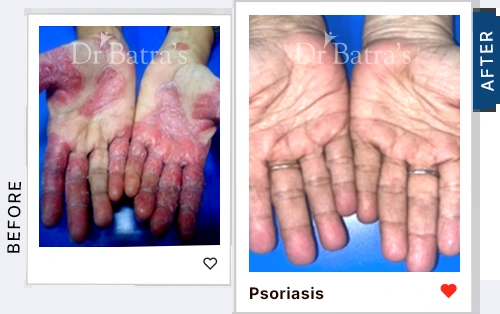 Dr Batra's
Dr Batra's
BEFORE
AFTER
Psoriasis